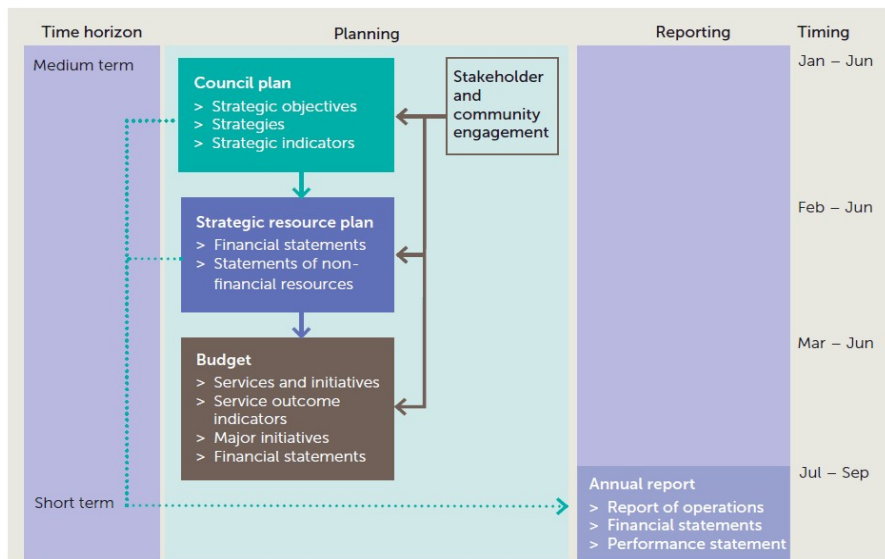 Time horizon
Planning
Reporting
Timing
Medium term
Council plan
> Strategic objectives
> Strategies
> Strategic indicators
Stakeholder
and
community
engagement
Jan – Jun
Strategic resource plan
> Financial statements
> Statements of non-
financial resources
Feb – Jun
Budget
> Services and initiatives
> Service outcome
indicators
> Major initiatives
> Financial statements
Mar – Jun
Short term
Annual report
> Report of operations
> Financial statements
> Performance statement
Jul – Sep